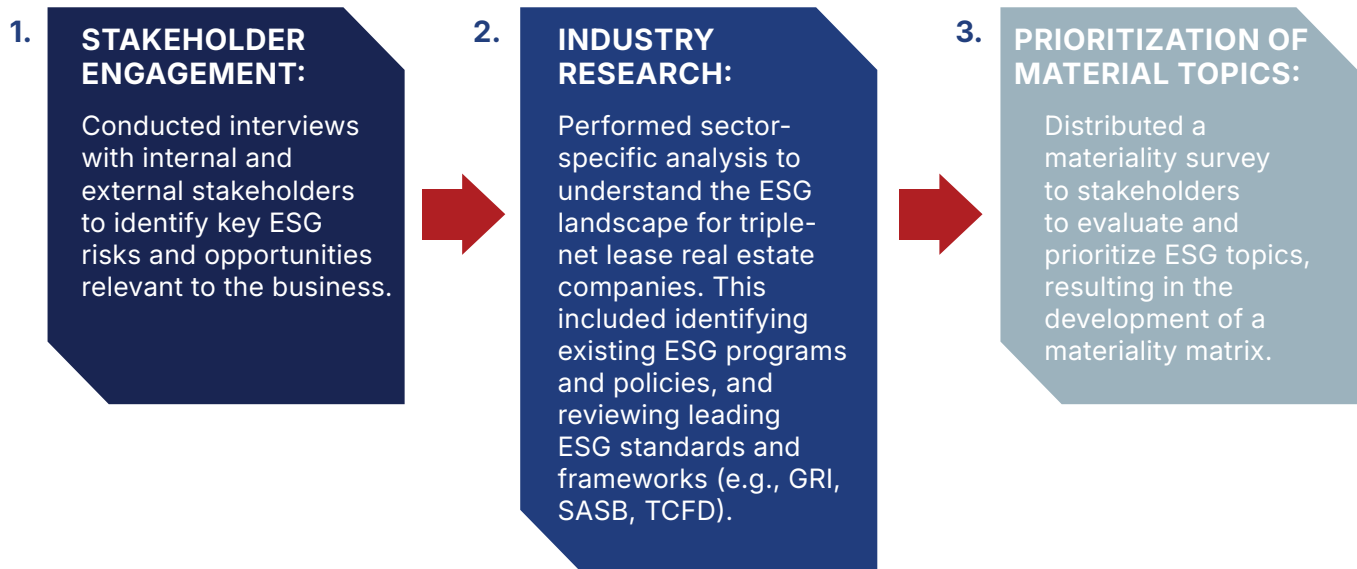 1.
STAKEHOLDER
ENGAGEMENT:
Conducted interviews
with internal and
external stakeholders
to identify key ESG
risks and opportunities
relevant to the business.
2.
INDUSTRY
RESEARCH:
Performed sector-
specific analysis to
understand the ESG
landscape for triple-
net lease real estate
companies. This
included identifying
existing ESG programs
and policies, and
reviewing leading
ESG standards and
frameworks (e.g., GRI,
SASB, TCFD).
3.
PRIORITIZATION OF
MATERIAL TOPICS:
Distributed a
materiality survey
to stakeholders
to evaluate and
prioritize ESG topics,
resulting in the
development of a
materiality matrix.